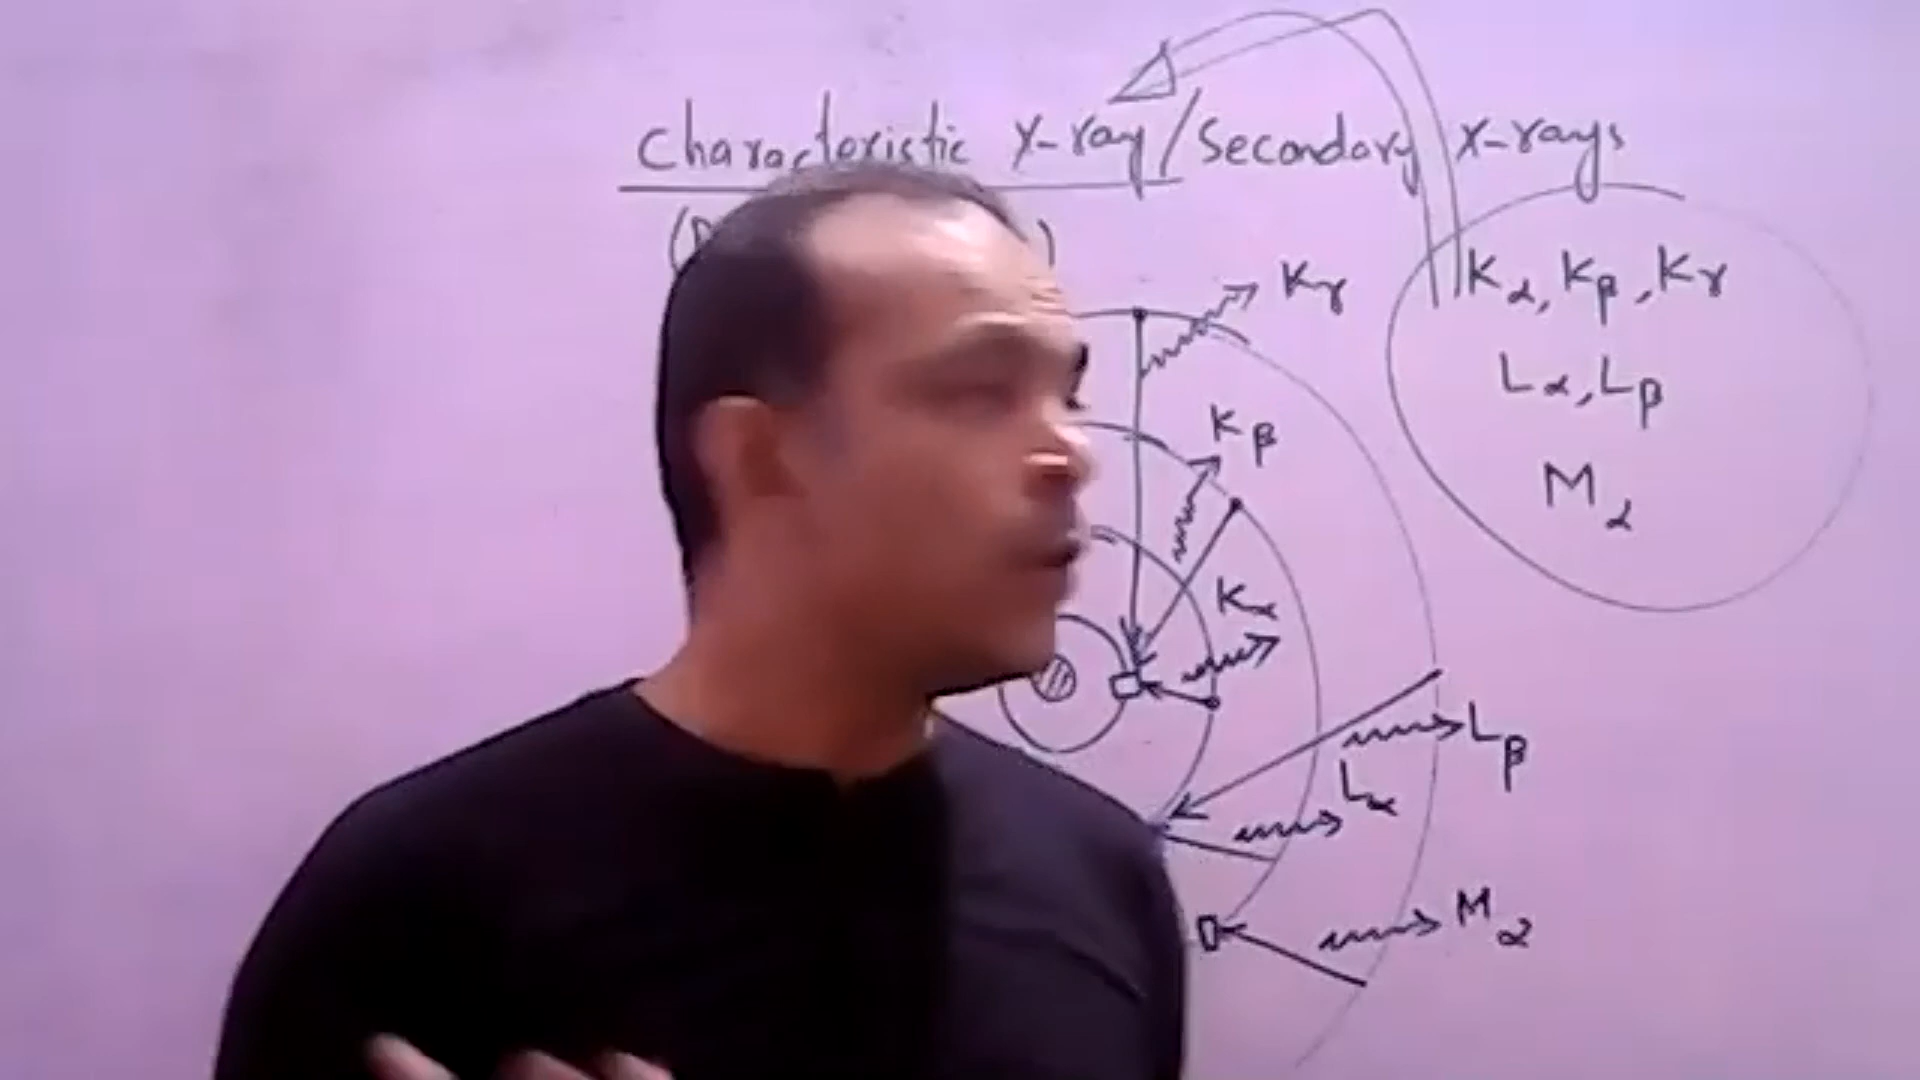 Characteristic X-ray/Secondary X-rays
Kα, Kβ, Kγ
Lα, Lβ
Mα
Kγ
Kβ
Kα
Lβ
Lα
Mα